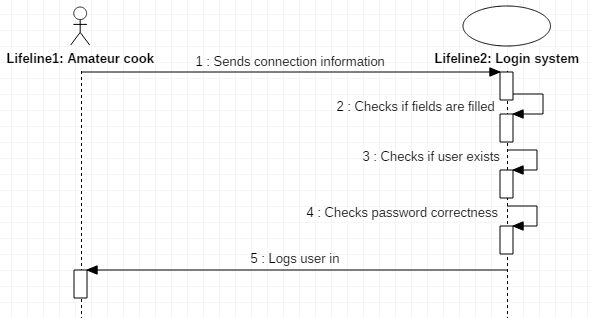 Lifeline1: Amateur cook
Lifeline2: Login system
1 : Sends connection information
2 : Checks if fields are filled
3 : Checks if user exists
4 : Checks password correctness
5 : Logs user in